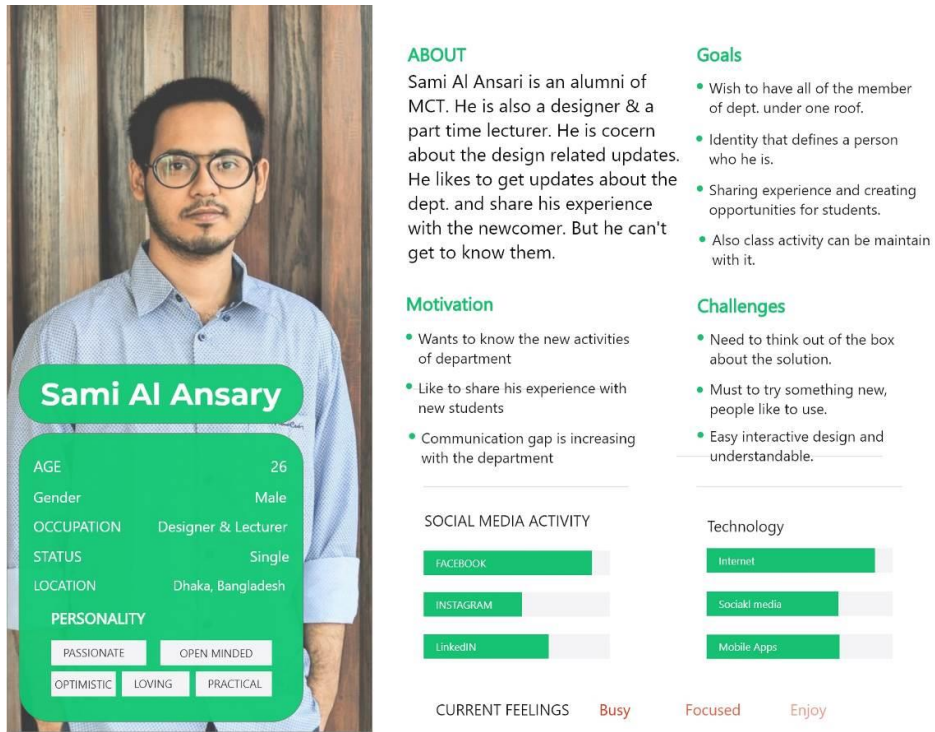 Sami Al Ansary
AGE 26
Gender Male
OCCUPATION Designer & Lecturer
STATUS Single
LOCATION Dhaka, Bangladesh
PERSONALITY
PASSIONATE OPEN MINDED
OPTIMISTIC LOVING PRACTICAL
ABOUT
Sami Al Ansari is an alumni of
MCT. He is also a designer & a
part time lecturer. He is cocern
about the design related updates.
He likes to get updates about the
dept. and share his experience
with the newcomer. But he can't
get to know them.
Goals
• Wish to have all of the member
of dept. under one roof.
• Identity that defines a person
who he is.
• Sharing experience and creating
opportunities for students.
• Also class activity can be maintain
with it.
Motivation
• Wants to know the new activities
of department
• Like to share his experience with
new students
• Communication gap is increasing
with the department
Challenges
• Need to think out of the box
about the solution.
• Must to try something new,
people like to use.
• Easy interactive design and
understandable.
SOCIAL MEDIA ACTIVITY
FACEBOOK
INSTAGRAM
LinkedIN
Technology
Internet
Sociakl media
Mobile Apps
CURRENT FEELINGS Busy Focused Enjoy